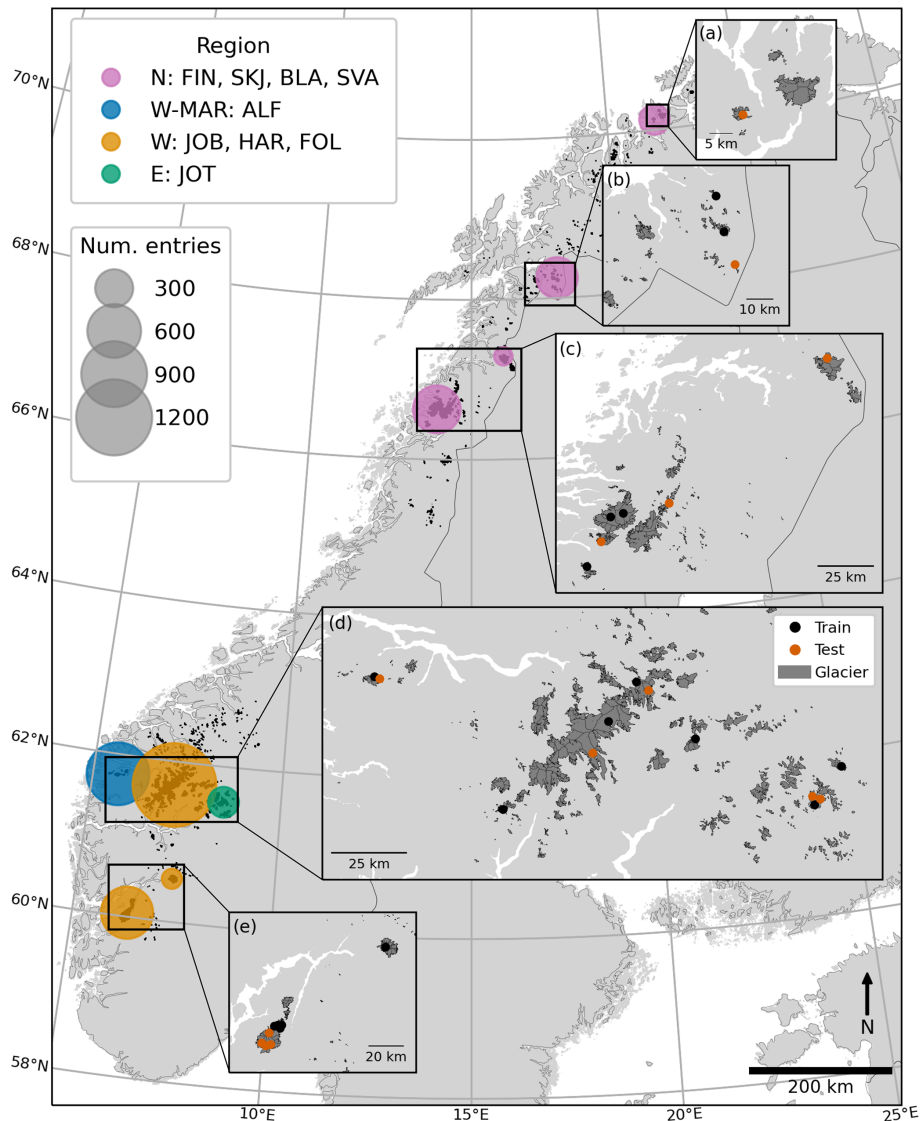 Region
N: FIN, SKJ, BLA, SVA
W-MAR: ALF
W: JOB, HAR, FOL
E: JOT
Num. entries
300
600
900
1200
(a)
5 km
(b)
10 km
(c)
25 km
(d)
Train
Test
Glacier
25 km
(e)
20 km
N
200 km
70°N
68°N
66°N
64°N
62°N
60°N
58°N
10°E
15°E
20°E
25°E